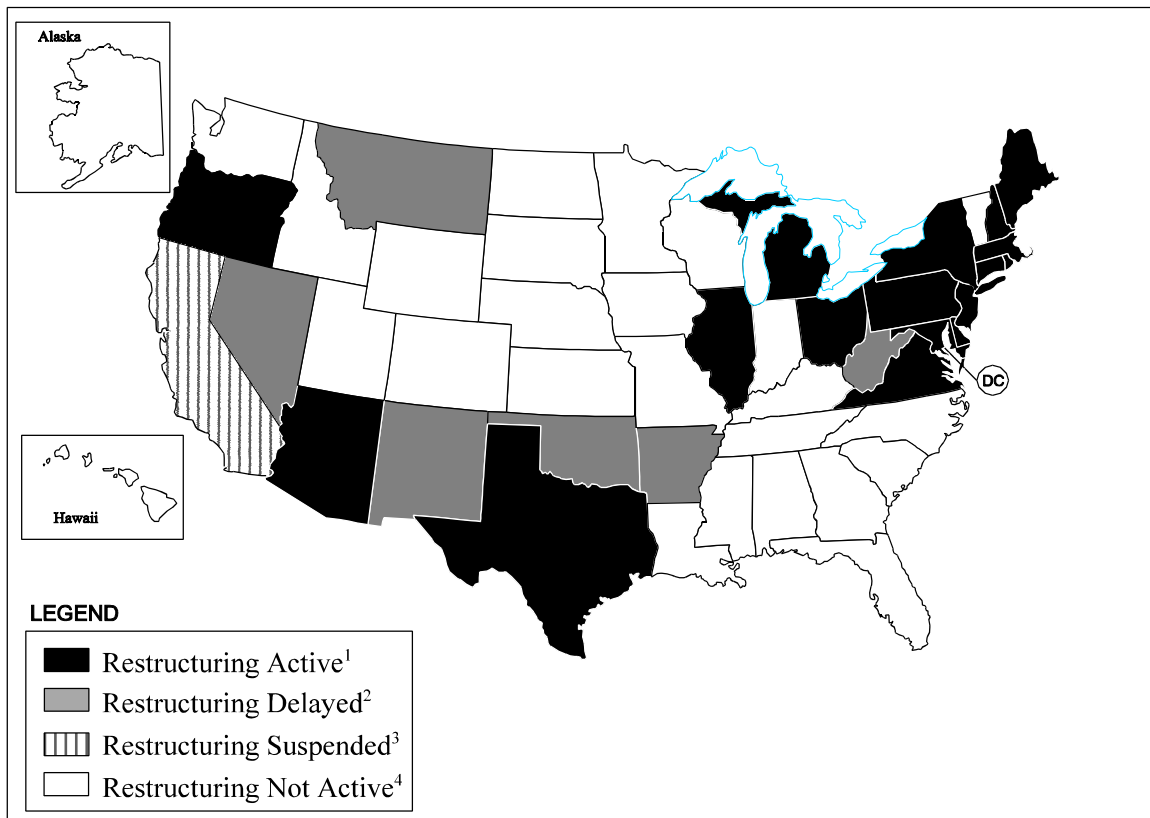 Alaska
DC
Hawaii
LEGEND
Restructuring Active¹
Restructuring Delayed²
Restructuring Suspended³
Restructuring Not Active⁴